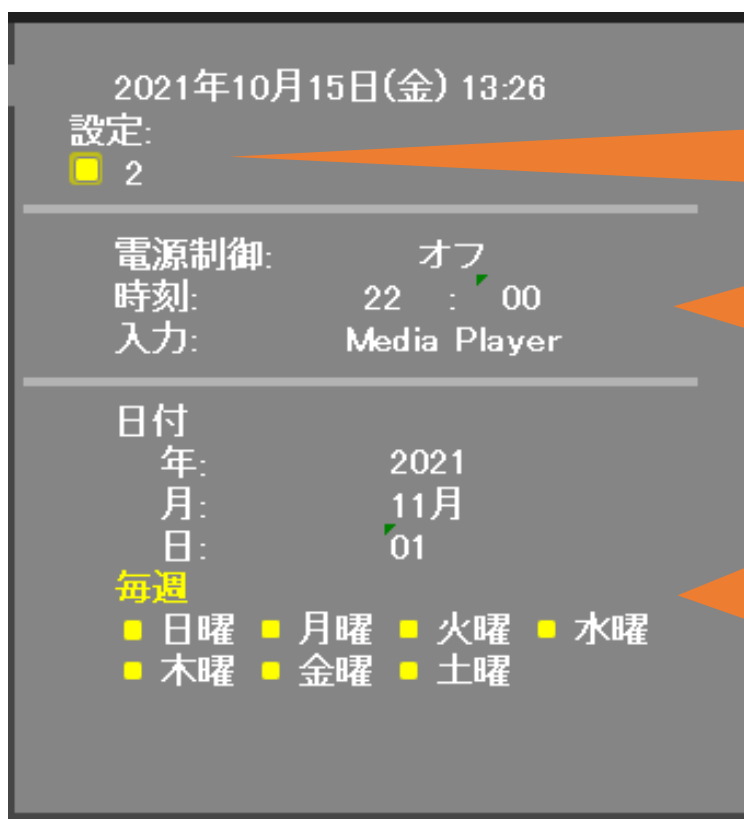 2021年10月15日(金) 13:26
設定:
2
電源制御: オフ
時刻: 22 : 00
入力: Media Player
日付
年: 2021
月: 11月
日: 01
毎週
日曜 月曜 火曜 水曜
木曜 金曜 土曜